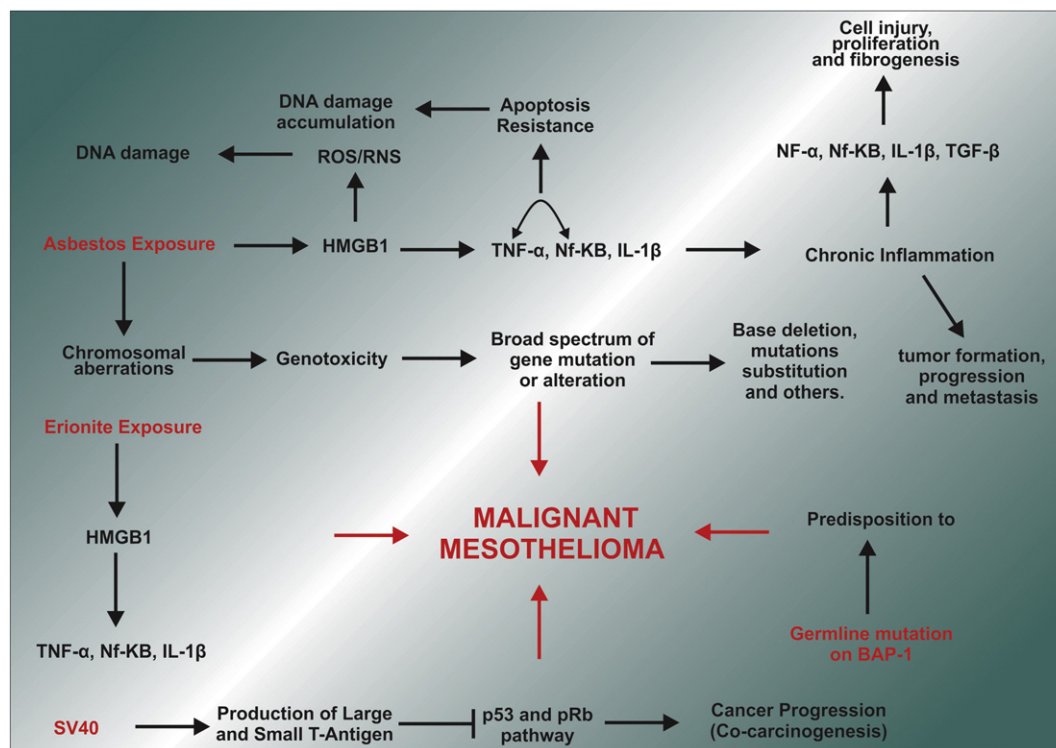 Cell injury,
proliferation
and fibrogenesis
DNA damage
accumulation
Apoptosis
Resistance
DNA damage
ROS/RNS
NF-α, Nf-KB, IL-1β, TGF-β
Asbestos Exposure
HMGB1
TNF-α, Nf-KB, IL-1β
Chronic Inflammation
Chromosomal
aberrations
Genotoxicity
Broad spectrum of
gene mutation
or alteration
Base deletion,
mutations
substitution
and others.
tumor formation,
progression
and metastasis
Erionite Exposure
HMGB1
TNF-α, Nf-KB, IL-1β
MALIGNANT
MESOTHELIOMA
Predisposition to
Germline mutation
on BAP-1
SV40
Production of Large
and Small T-Antigen
p53 and pRb
pathway
Cancer Progression
(Co-carcinogenesis)